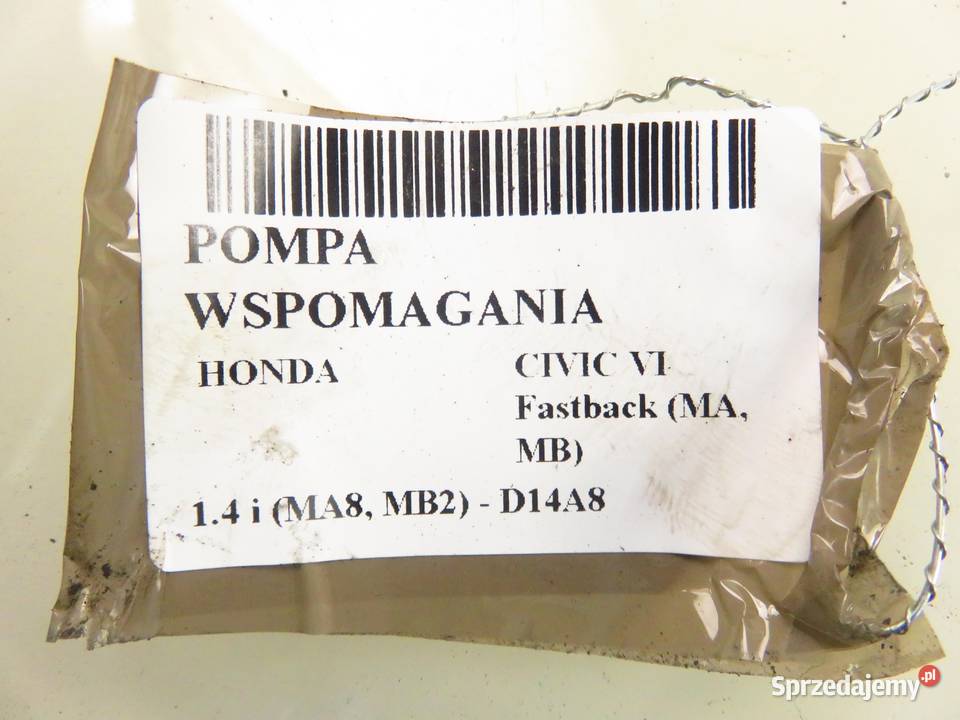 POMPA
WSPOMAGANIA
HONDA
CIVIC VI
Fastback (MA,
MB)
1.4 i (MA8, MB2) - D14A8
Sprzedajemy.pl